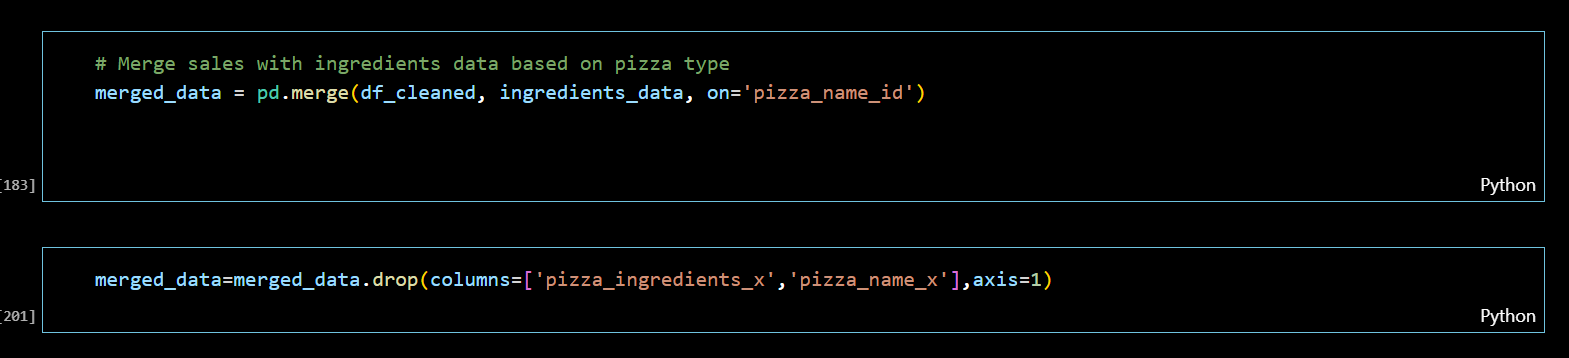 # Merge sales with ingredients data based on pizza type
merged_data = pd.merge(df_cleaned, ingredients_data, on='pizza_name_id')
[183]
Python
merged_data=merged_data.drop(columns=['pizza_ingredients_x','pizza_name_x'],axis=1)
[201]
Python